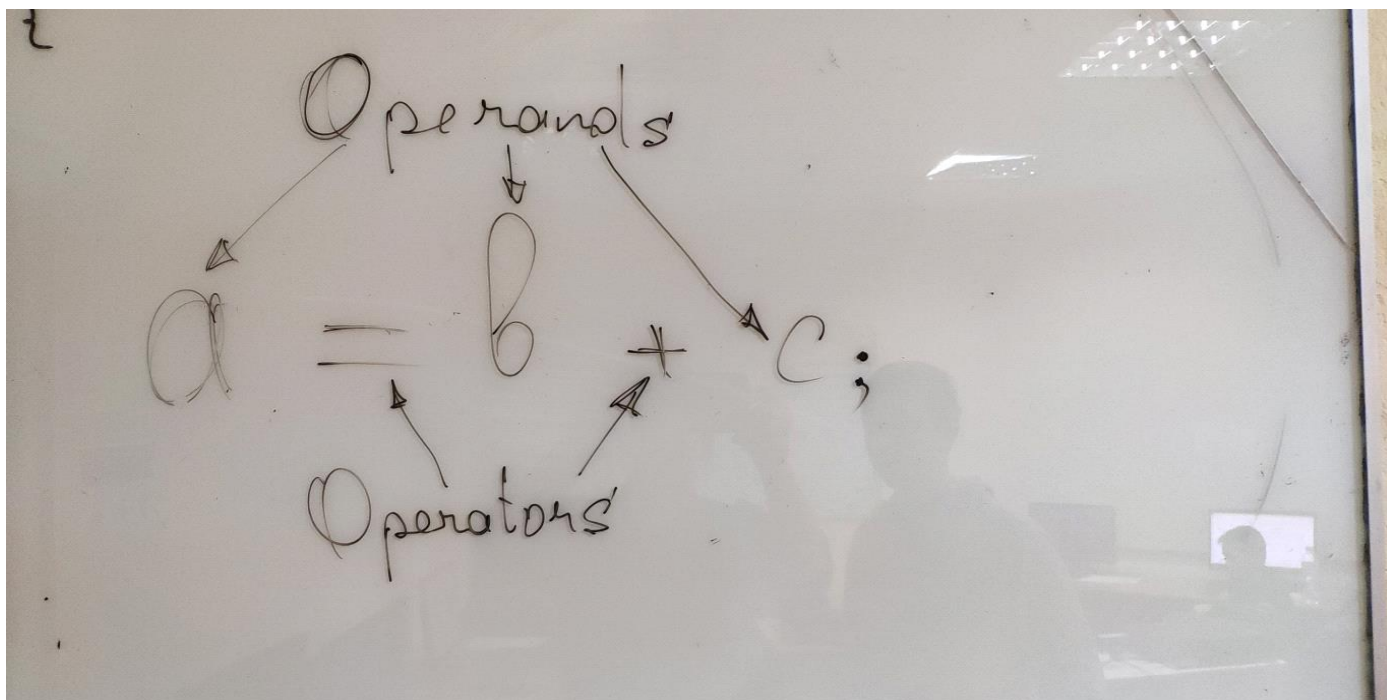 {
Operands
a = b + c;
Operators